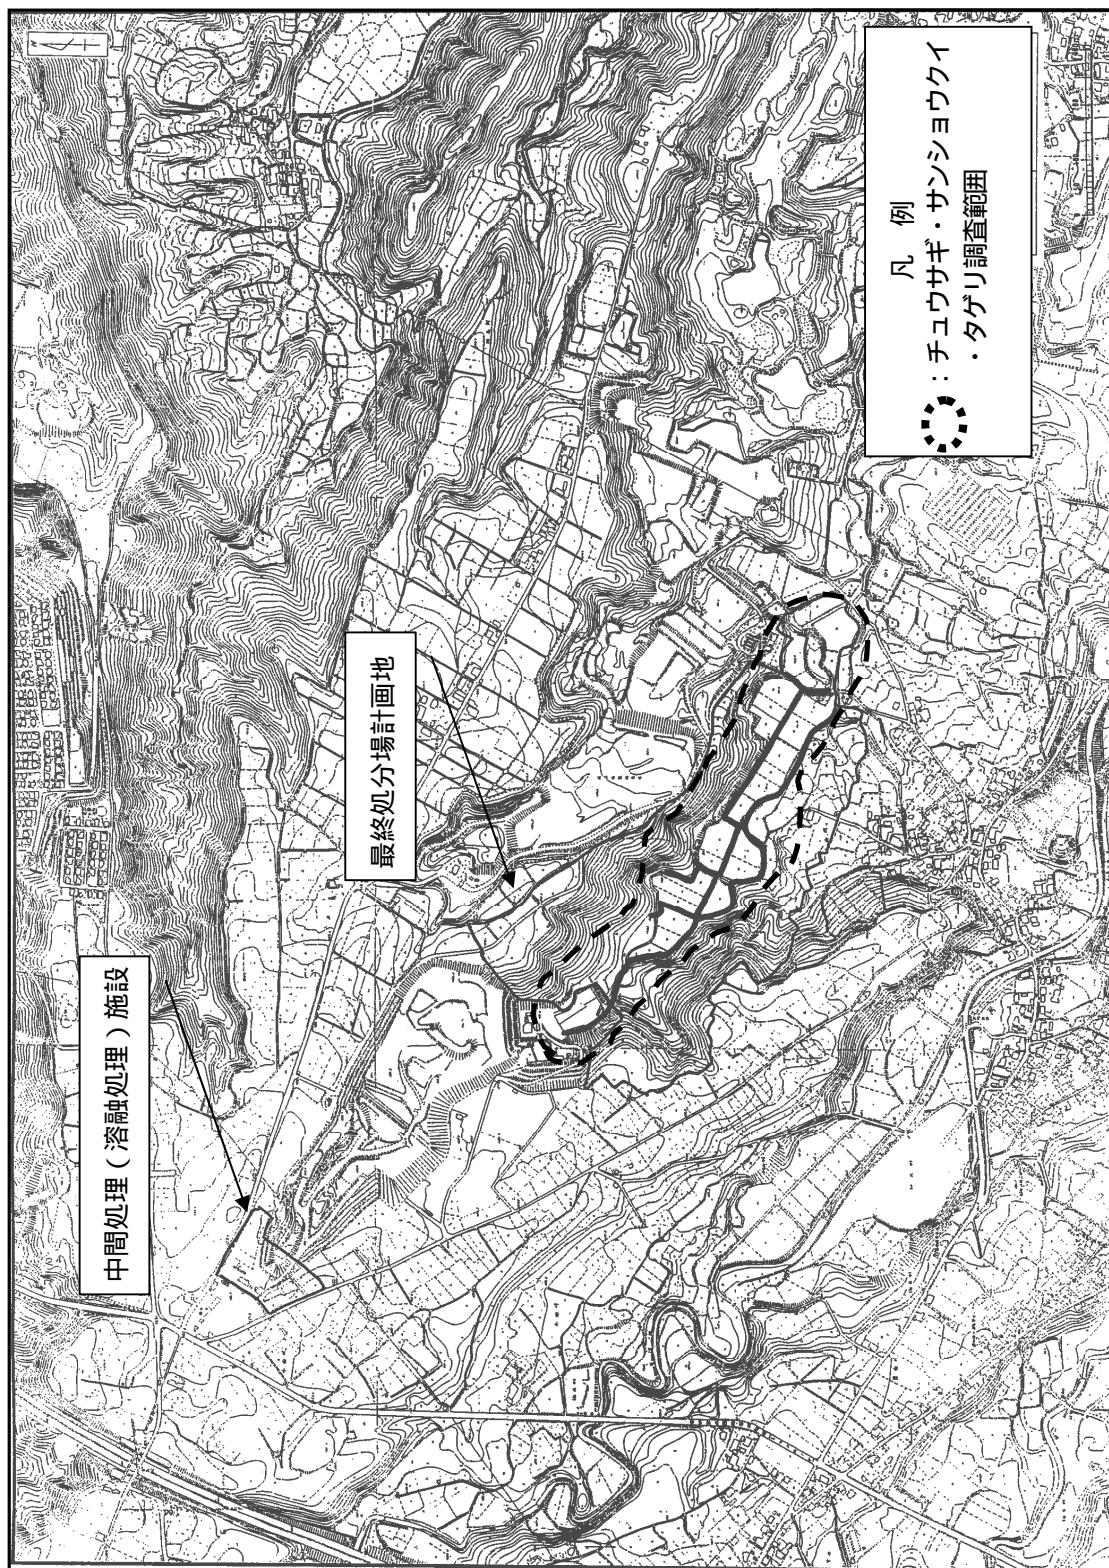 中間処理（溶融処理）施設
最終処分場計画地
凡　例
：チュウサギ・サンショウクイ
・タゲリ調査範囲